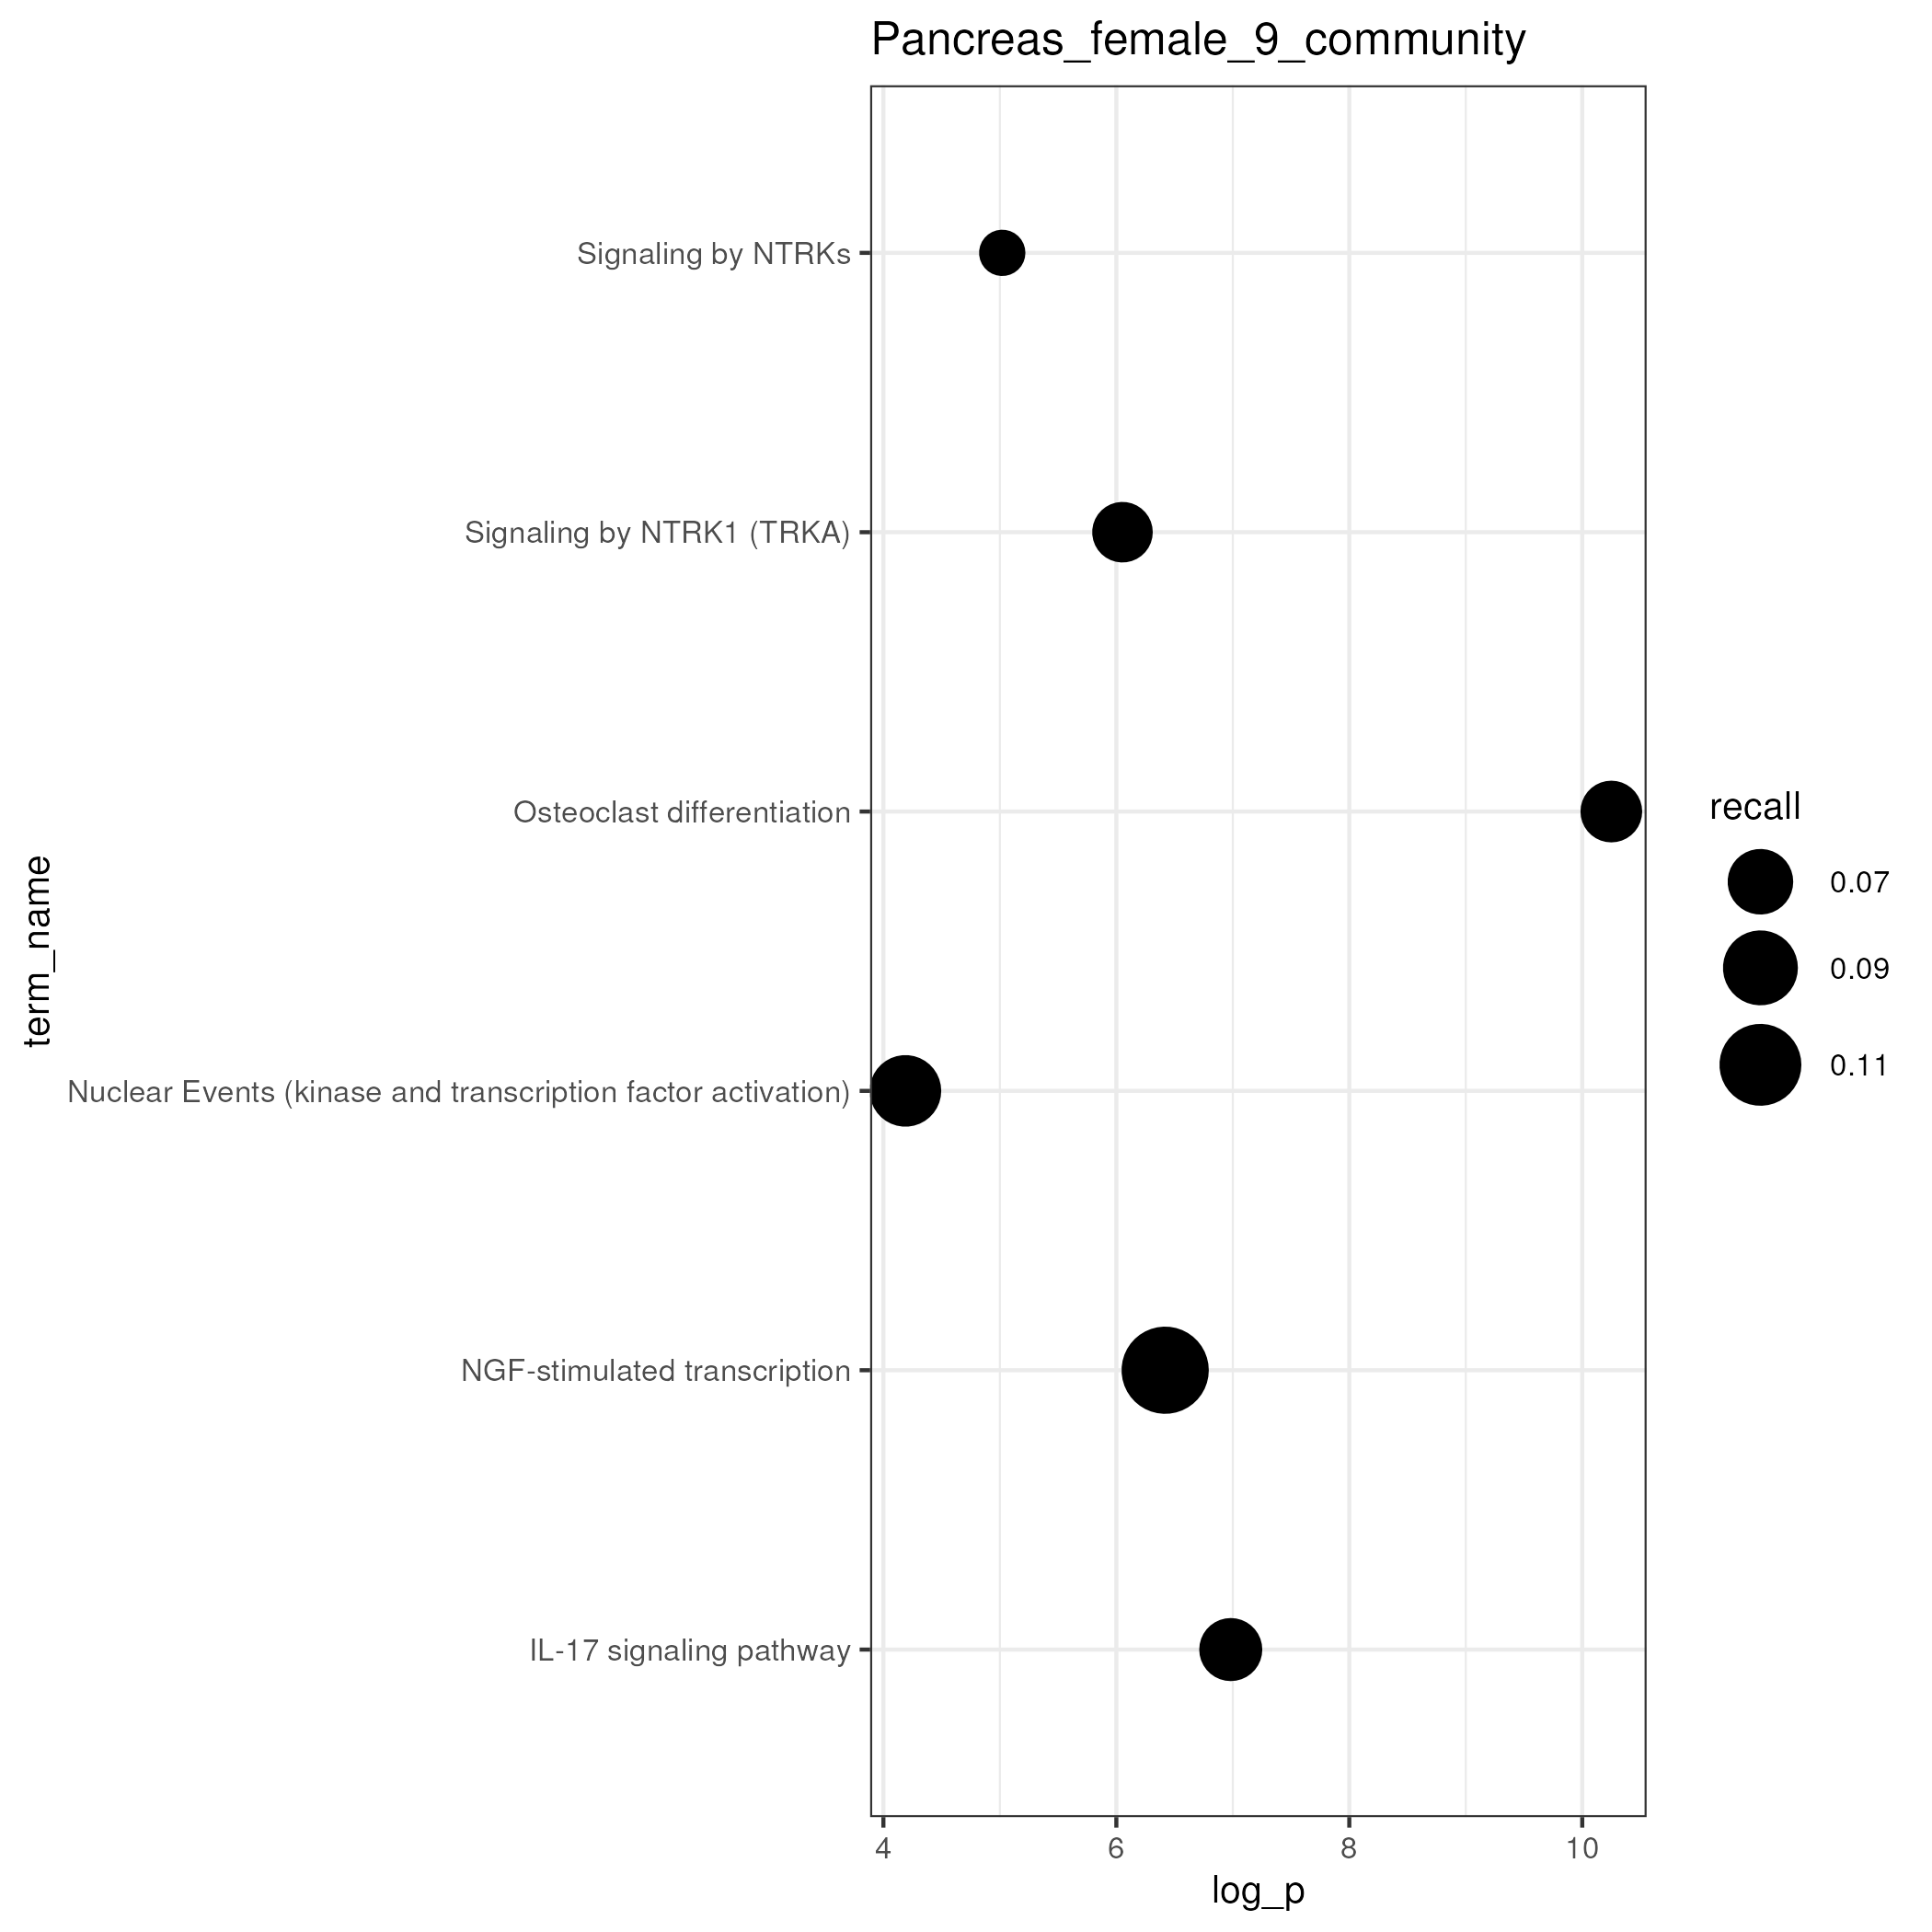 Pancreas_female_9_community
Signaling by NTRKs
Signaling by NTRK1 (TRKA)
Osteoclast differentiation
Nuclear Events (kinase and transcription factor activation)
NGF-stimulated transcription
IL-17 signaling pathway
term_name
4 6 8 10
log_p
recall
0.07
0.09
0.11